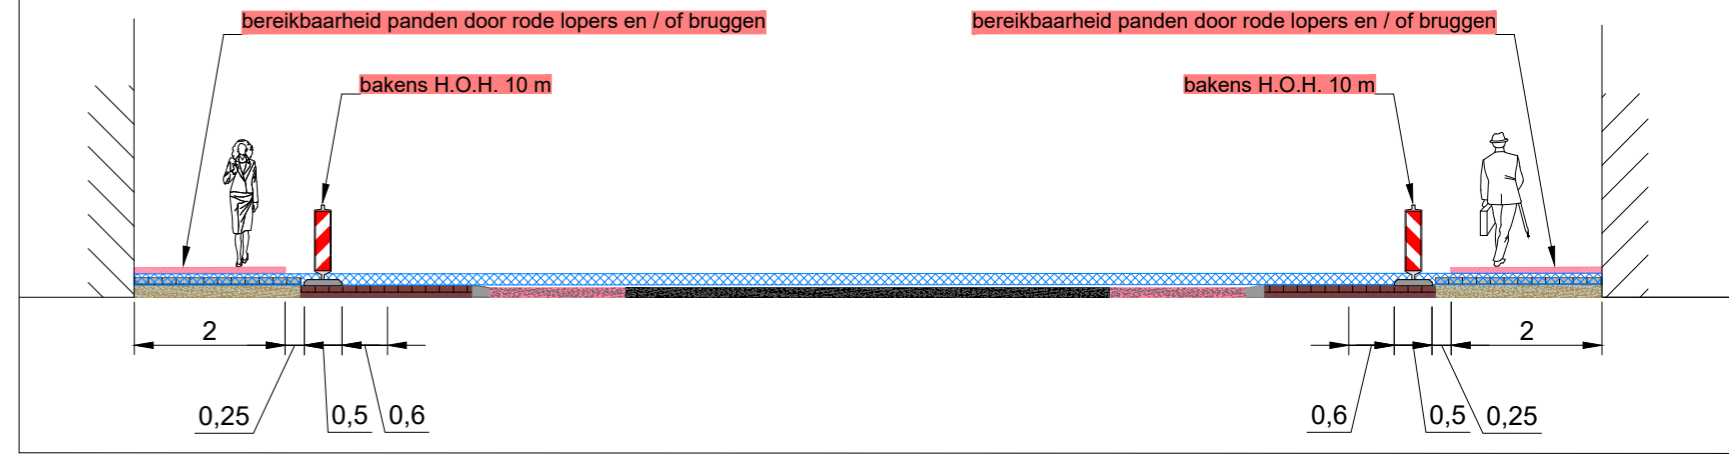 bereikbaarheid panden door rode lopers en / of bruggen
bereikbaarheid panden door rode lopers en / of bruggen
bakens H.O.H. 10 m
bakens H.O.H. 10 m
2
2
0,25
0,5
0,6
0,6
0,5
0,25